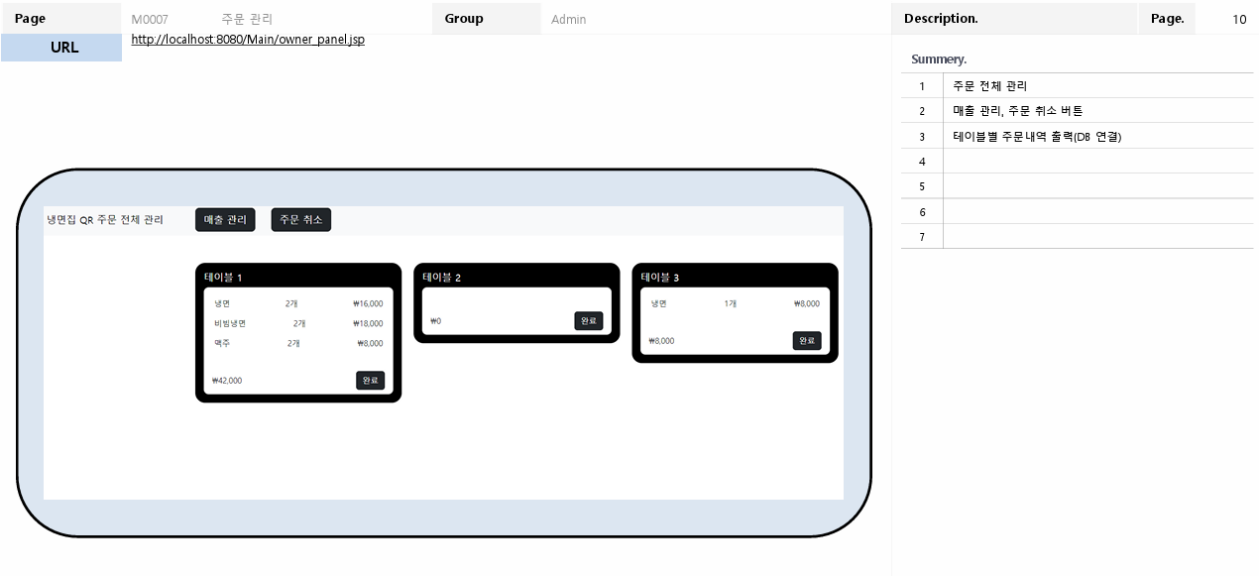 Page M0007 주문 관리 Group Admin Description. Page. 10
URL http://localhost:8080/Main/owner_panel.jsp
Summery.
1 주문 전체 관리
2 매출 관리, 주문 취소 버튼
3 테이블별 주문내역 출력(DB 연결)
4
5
6
7
냉면집 QR 주문 전체 관리 매출 관리 주문 취소
테이블 1
냉면 2개 ₩16,000
비빔냉면 2개 ₩18,000
맥주 2개 ₩8,000
₩42,000 완료
테이블 2
₩0 완료
테이블 3
냉면 1개 ₩8,000
₩8,000 완료